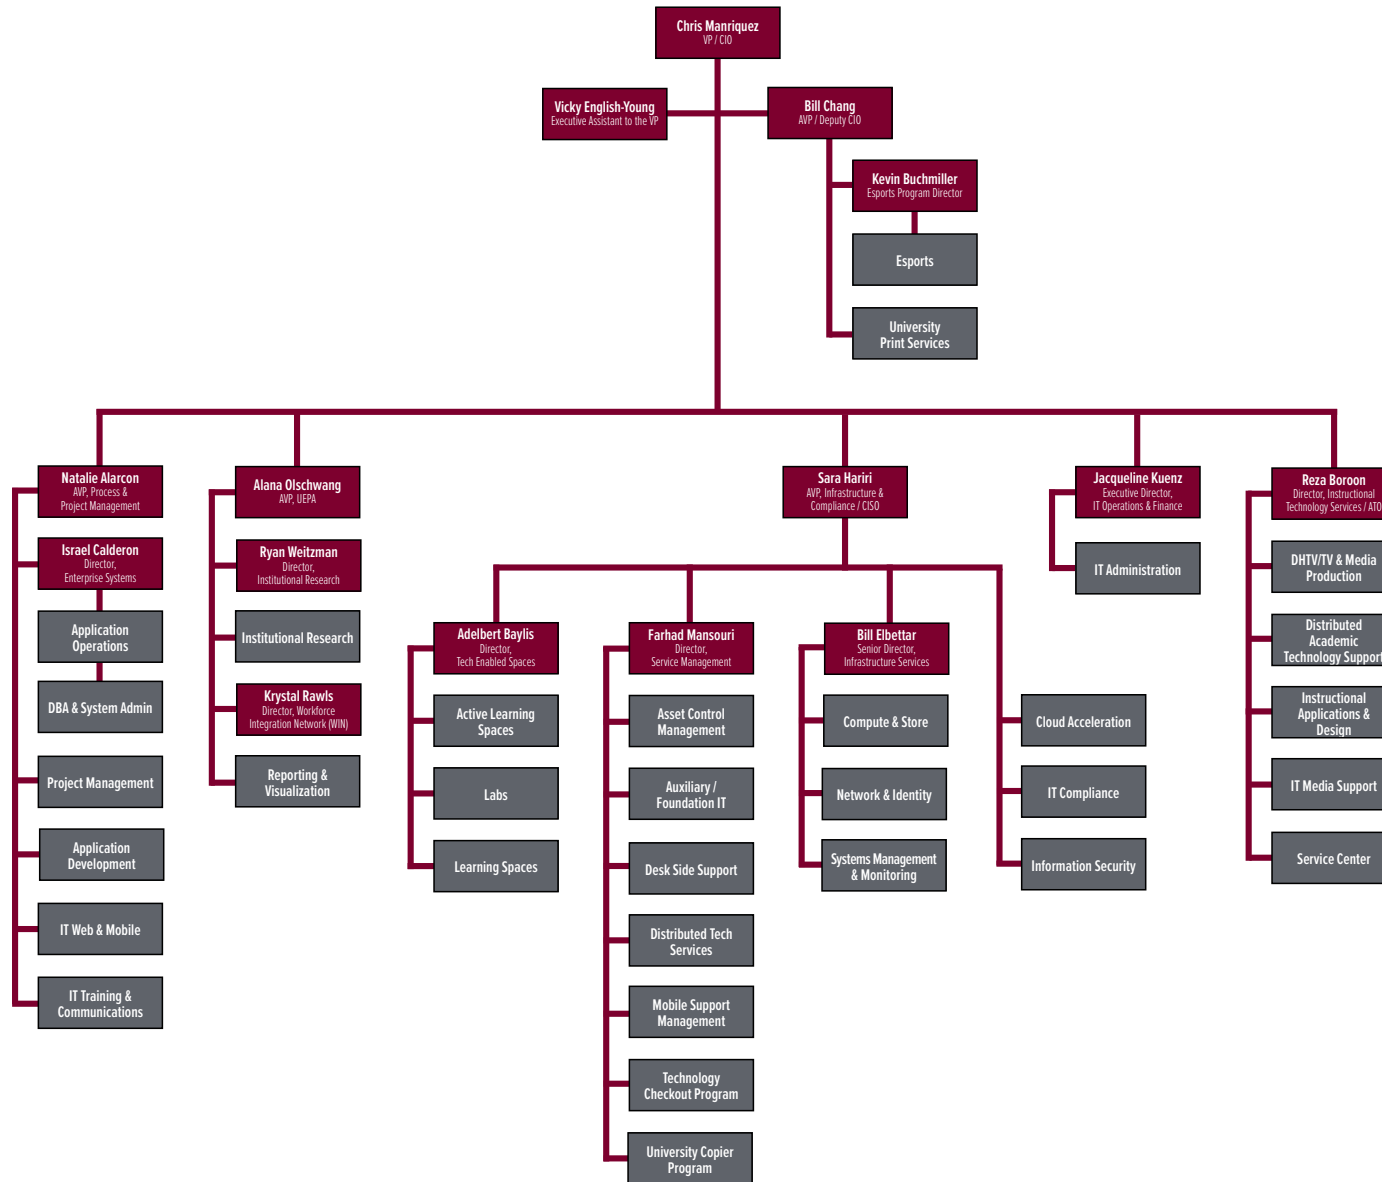 Chris Manriquez
VP / CIO
Vicky English-Young
Executive Assistant to the VP
Bill Chang
AVP / Deputy CIO
Kevin Buchmiller
Esports Program Director
Esports
University
Print Services
Natalie Alarcon
AVP, Process &
Project Management
Israel Calderon
Director,
Enterprise Systems
Application
Operations
DBA & System Admin
Project Management
Application
Development
IT Web & Mobile
IT Training &
Communications
Alana Olschwang
AVP, UEPA
Ryan Weitzman
Director,
Institutional Research
Institutional Research
Krystal Rawls
Director, Workforce
Integration Network (WIN)
Reporting &
Visualization
Sara Hariri
AVP, Infrastructure &
Compliance / CISO
Adelbert Baylis
Director,
Tech Enabled Spaces
Active Learning
Spaces
Labs
Learning Spaces
Farhad Mansouri
Director,
Service Management
Asset Control
Management
Auxiliary /
Foundation IT
Desk Side Support
Distributed Tech
Services
Mobile Support
Management
Technology
Checkout Program
University Copier
Program
Bill Elbettar
Senior Director,
Infrastructure Services
Compute & Store
Network & Identity
Systems Management
& Monitoring
Cloud Acceleration
IT Compliance
Information Security
Jacqueline Kuenz
Executive Director,
IT Operations & Finance
IT Administration
Reza Boroon
Director, Instructional
Technology Services / ATO
DHTV/TV & Media
Production
Distributed
Academic
Technology Support
Instructional
Applications &
Design
IT Media Support
Service Center